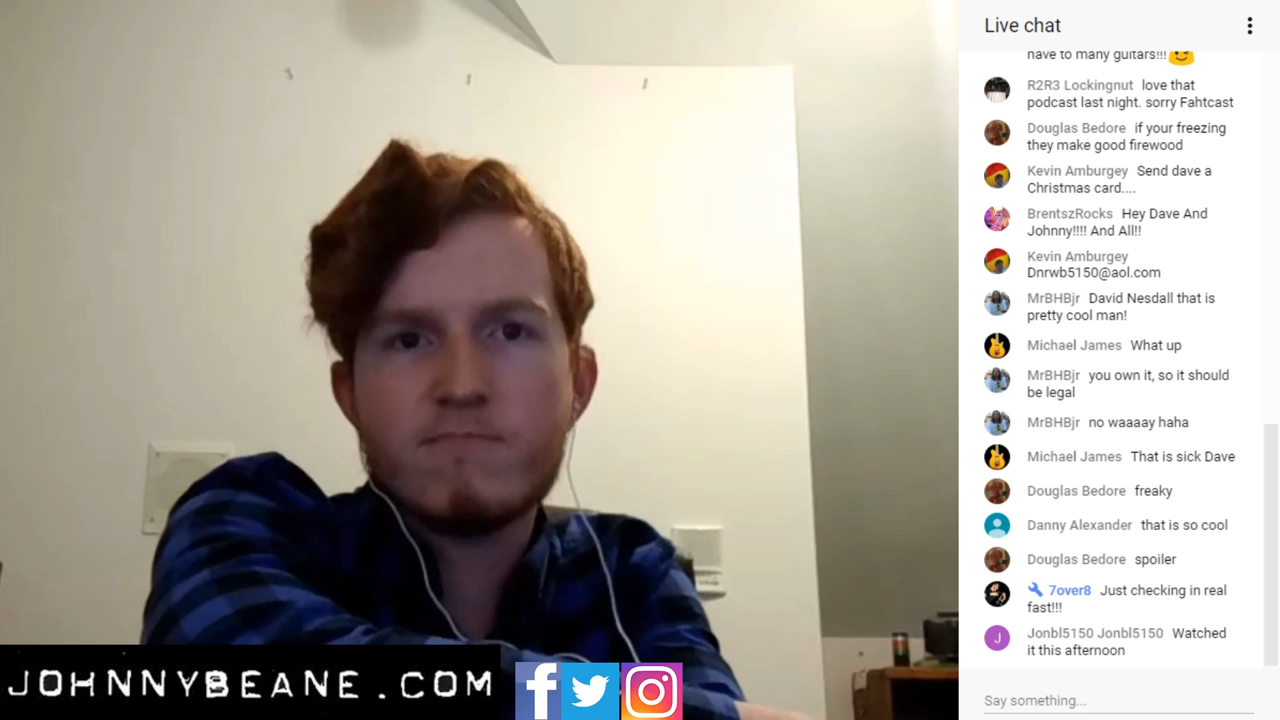 Live chat
have to many guitars!!!
R2R3 Lockingnut love that
podcast last night. sorry Fahtcast
Douglas Bedore if your freezing
they make good firewood
Kevin Amburgey Send dave a
Christmas card....
BrentszRocks Hey Dave And
Johnny!!!! And All!!
Kevin Amburgey
Dnrwb5150@aol.com
MrBHBjr David Nesdall that is
pretty cool man!
Michael James What up
MrBHBjr you own it, so it should
be legal
MrBHBjr no waaaay haha
Michael James That is sick Dave
Douglas Bedore freaky
Danny Alexander that is so cool
Douglas Bedore spoiler
7over8 Just checking in real
fast!!!
J
Jonbl5150 Jonbl5150 Watched
it this afternoon
Say something...
JOHNNYBEANE.COM